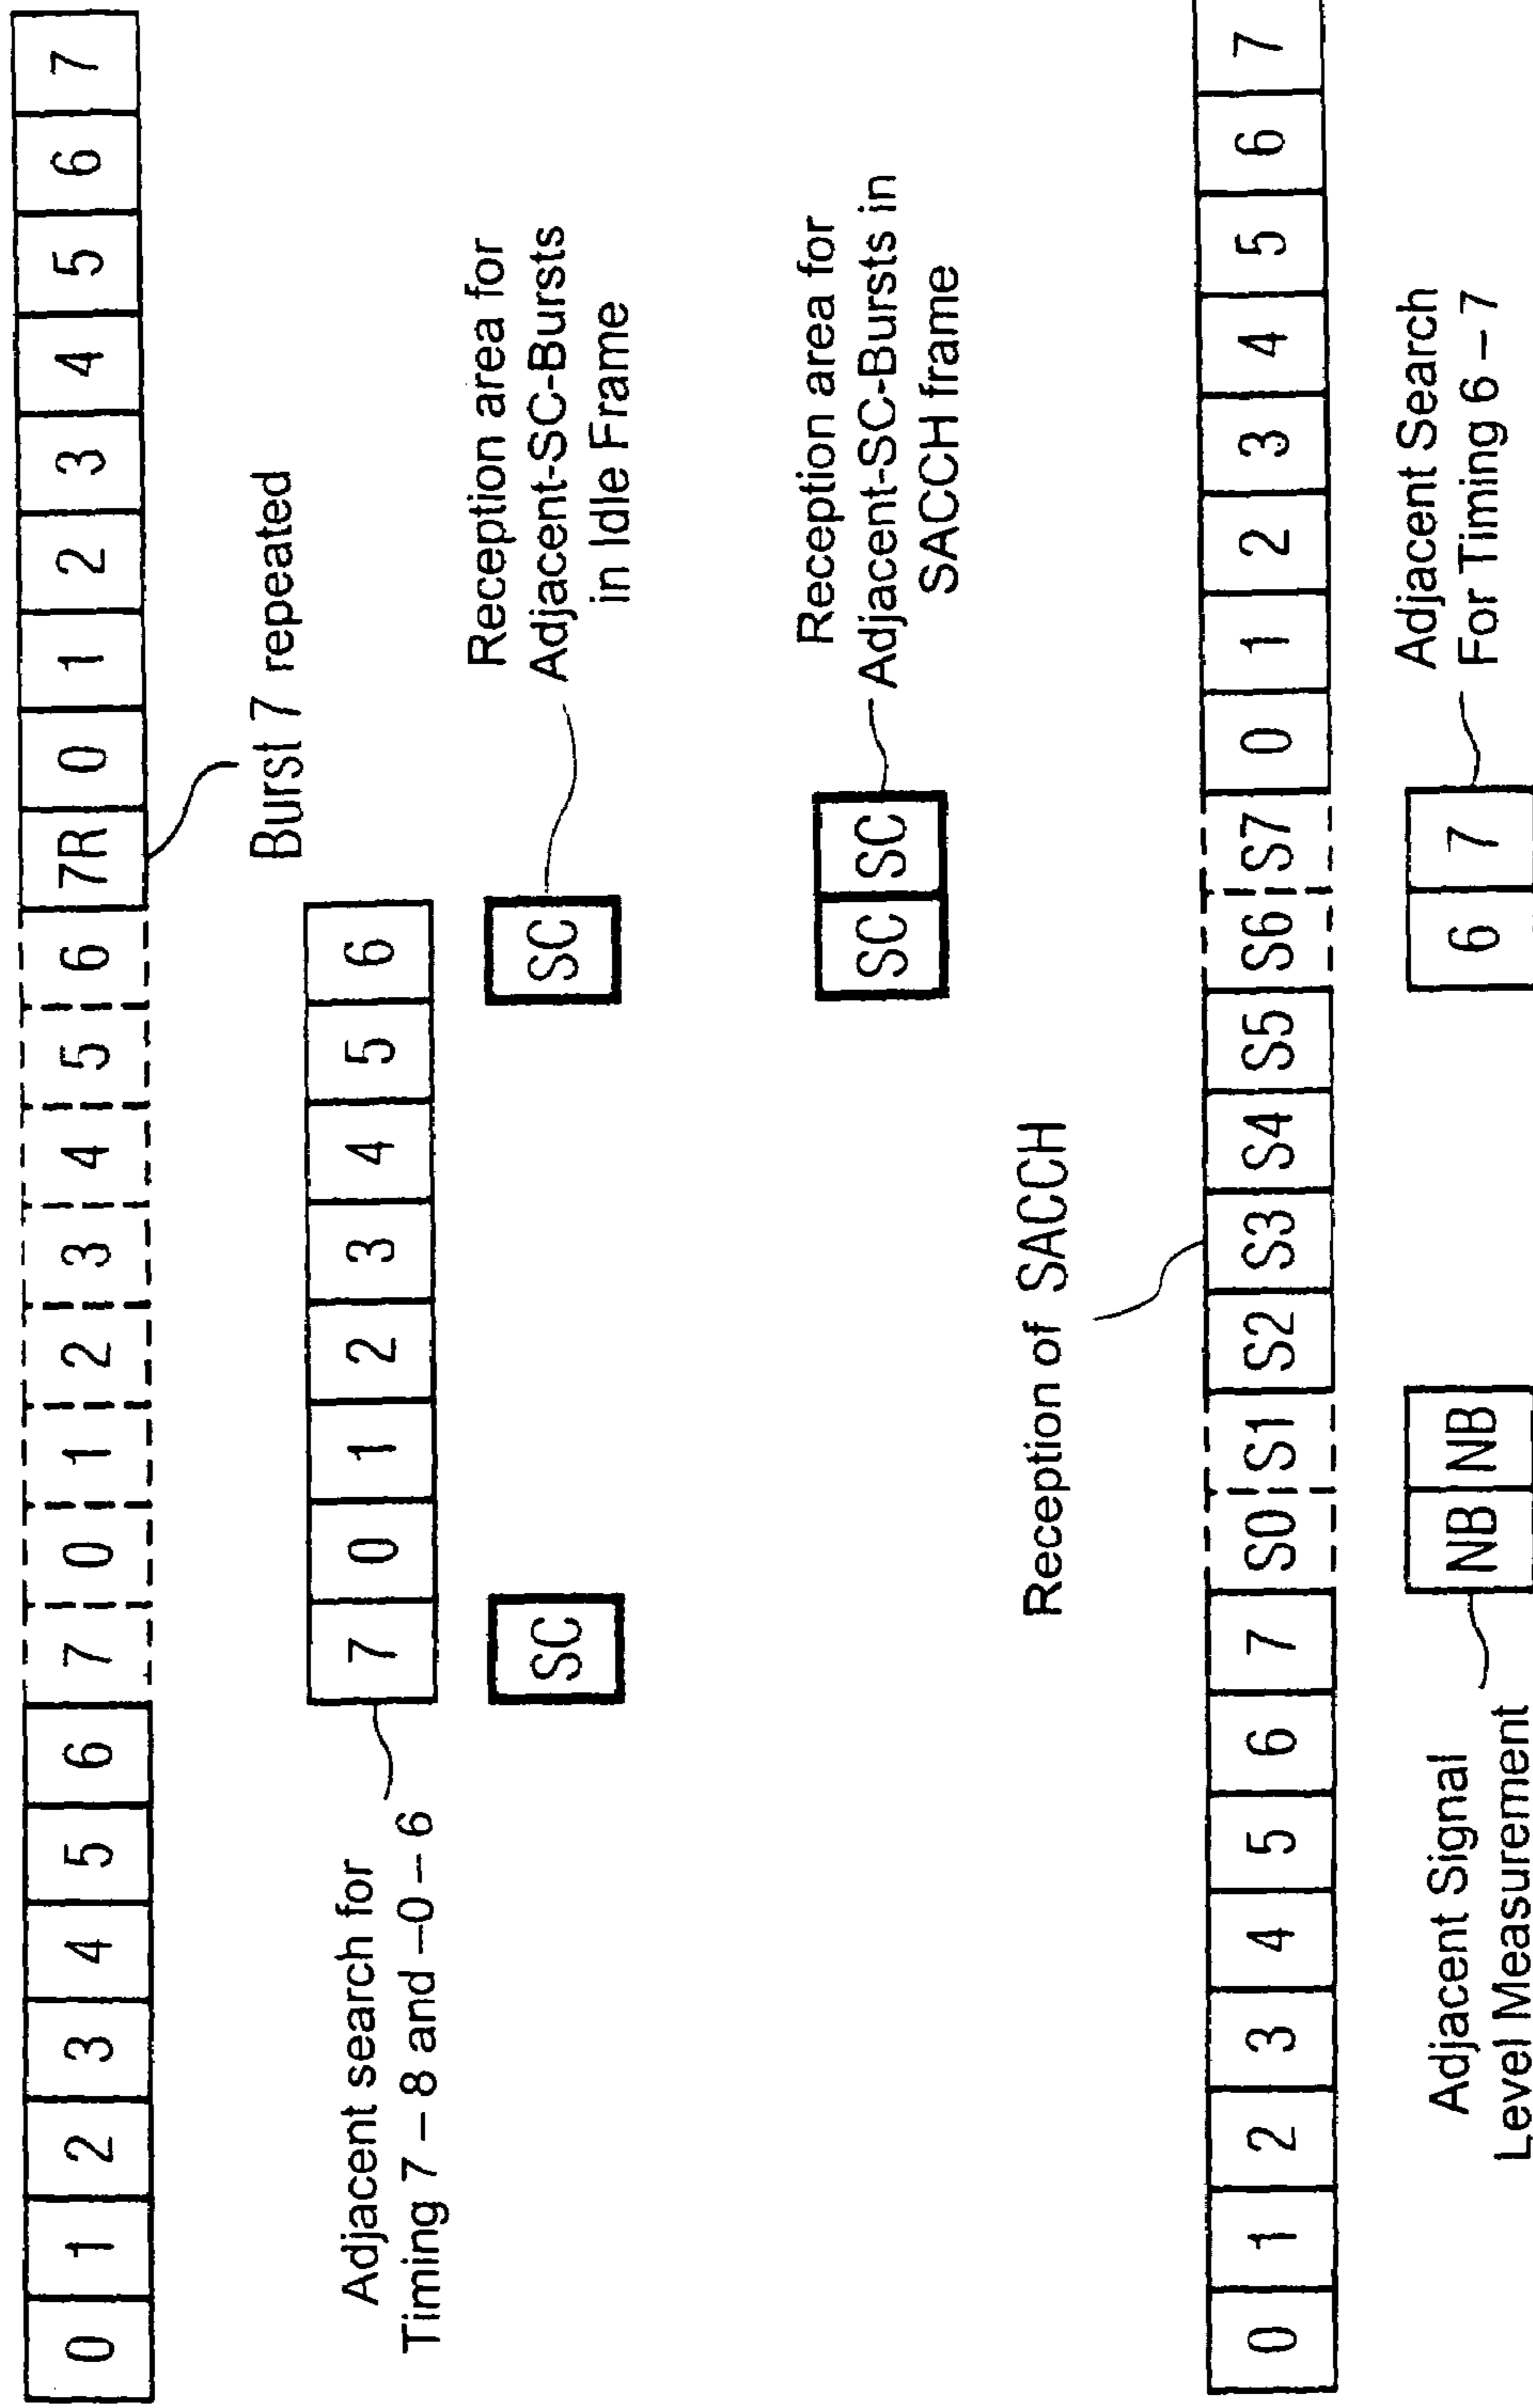 0 1 2 3 4 5 6 7 0 1 2 3 4 5 6 7R 0 1 2 3 4 5 6 7
Burst 7 repeated
Adjacent search for
Timing 7 – 8 and –0 – 6
7 0 1 2 3 4 5 6
Reception area for
Adjacent-SC-Bursts
in Idle Frame
SC SC
Reception area for
Adjacent-SC-Bursts in
SACCH frame
SC SC
Reception of SACCH
0 1 2 3 4 5 6 7 S0 S1 S2 S3 S4 S5 S6 S7 0 1 2 3 4 5 6 7
Adjacent Signal
Level Measurement
NB NB
6 7
Adjacent Search
For Timing 6 – 7